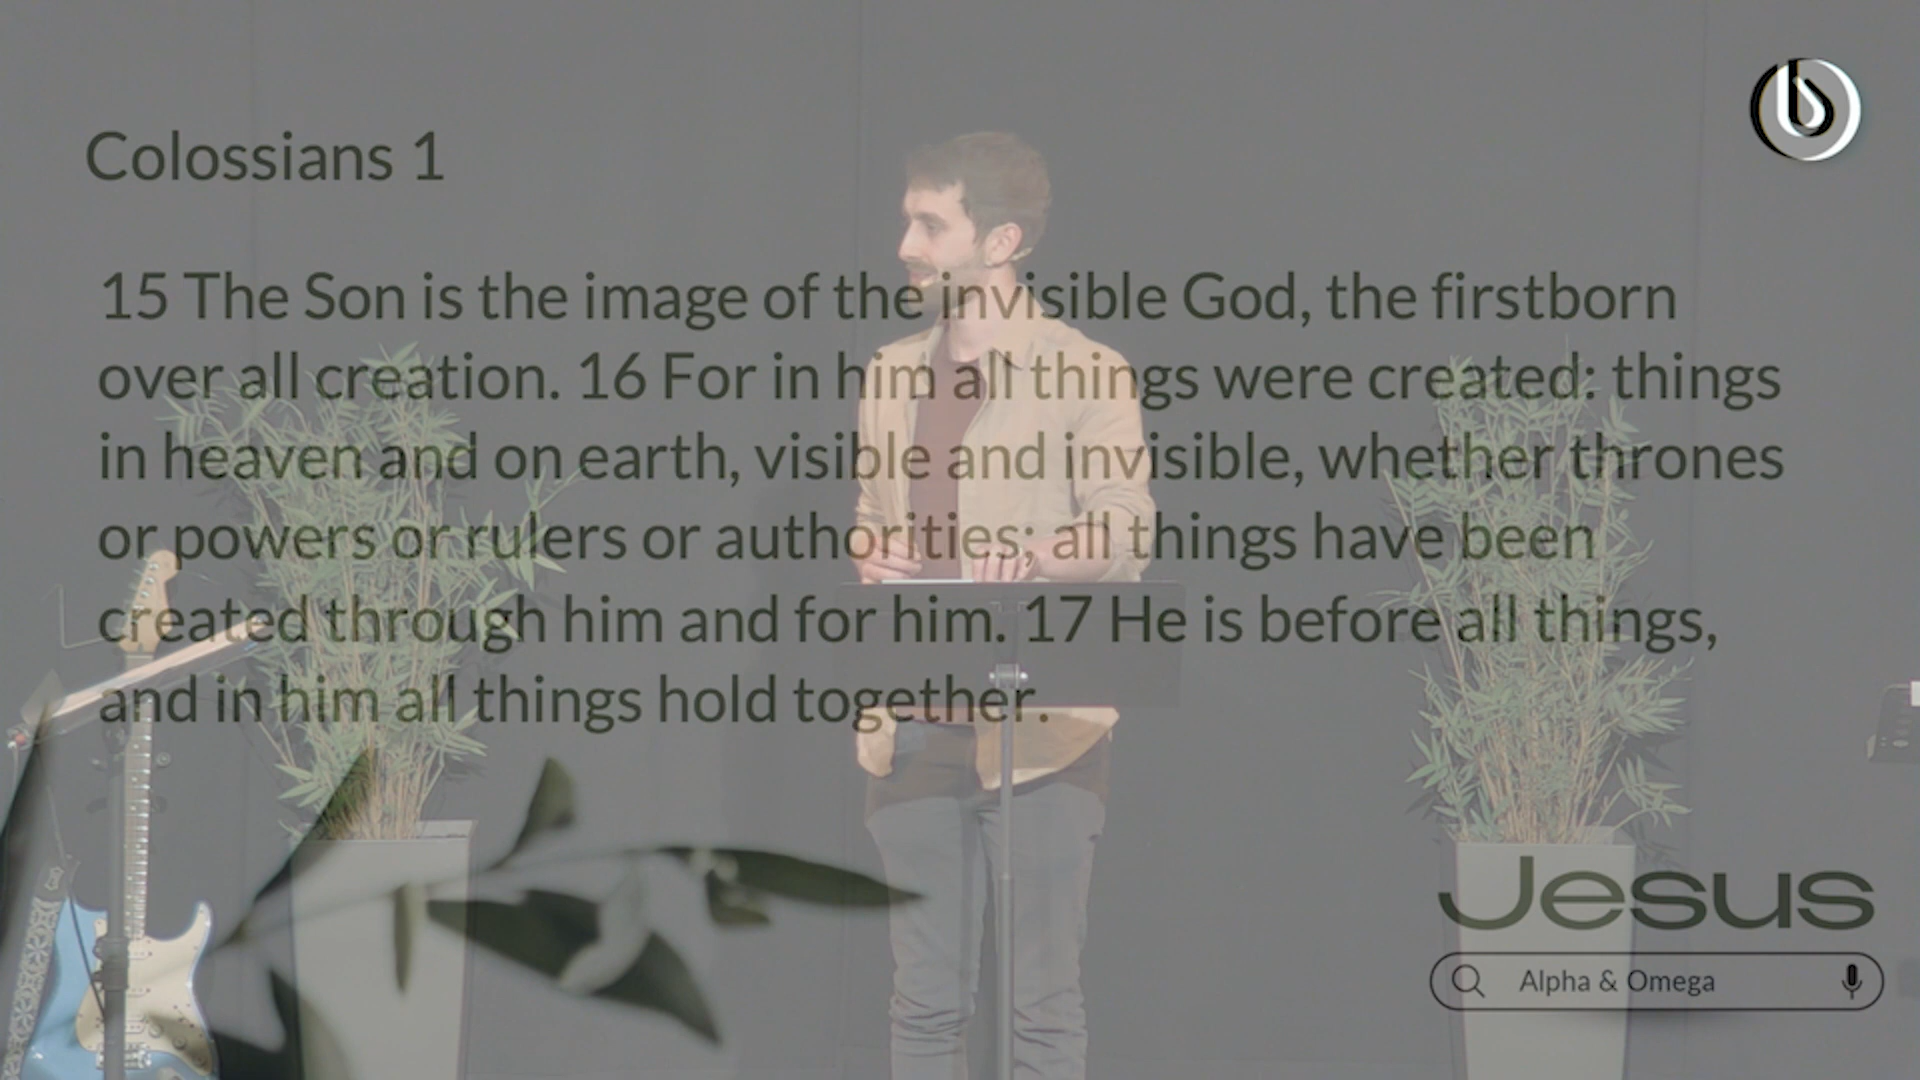 Colossians 1
15 The Son is the image of the invisible God, the firstborn
over all creation. 16 For in him all things were created: things
in heaven and on earth, visible and invisible, whether thrones
or powers or rulers or authorities; all things have been
created through him and for him. 17 He is before all things,
and in him all things hold together.
Jesus
Alpha & Omega